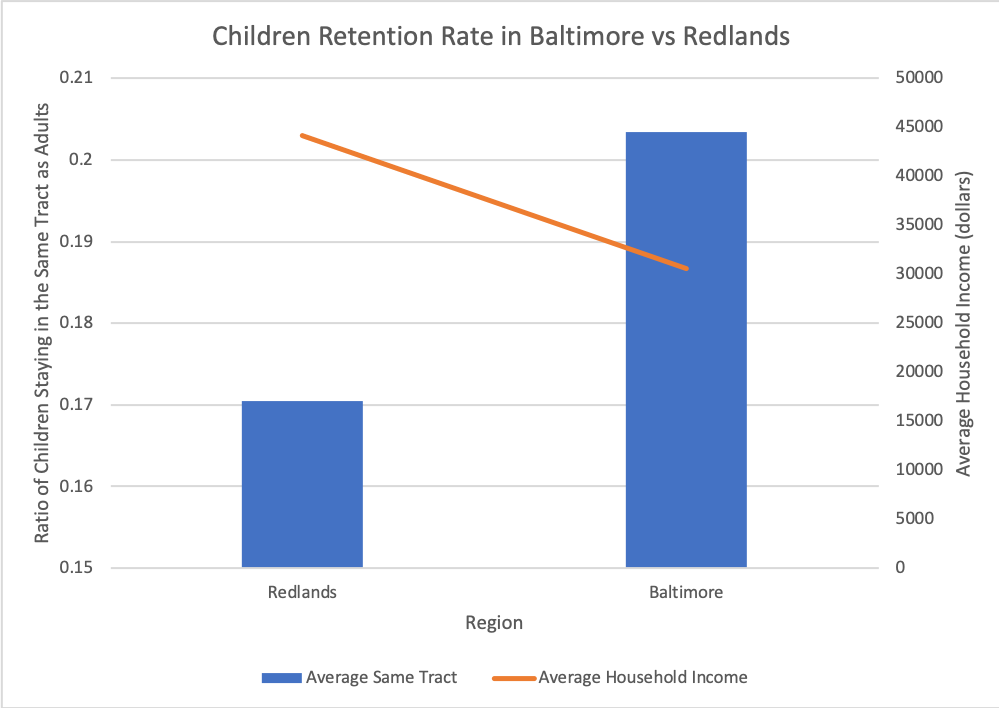 Children Retention Rate in Baltimore vs Redlands
Ratio of Children Staying in the Same Tract as Adults
0.21
0.2
0.19
0.18
0.17
0.16
0.15
50000
45000
40000
35000
30000
25000
20000
15000
10000
5000
0
Average Household Income (dollars)
Redlands
Baltimore
Region
Average Same Tract
Average Household Income